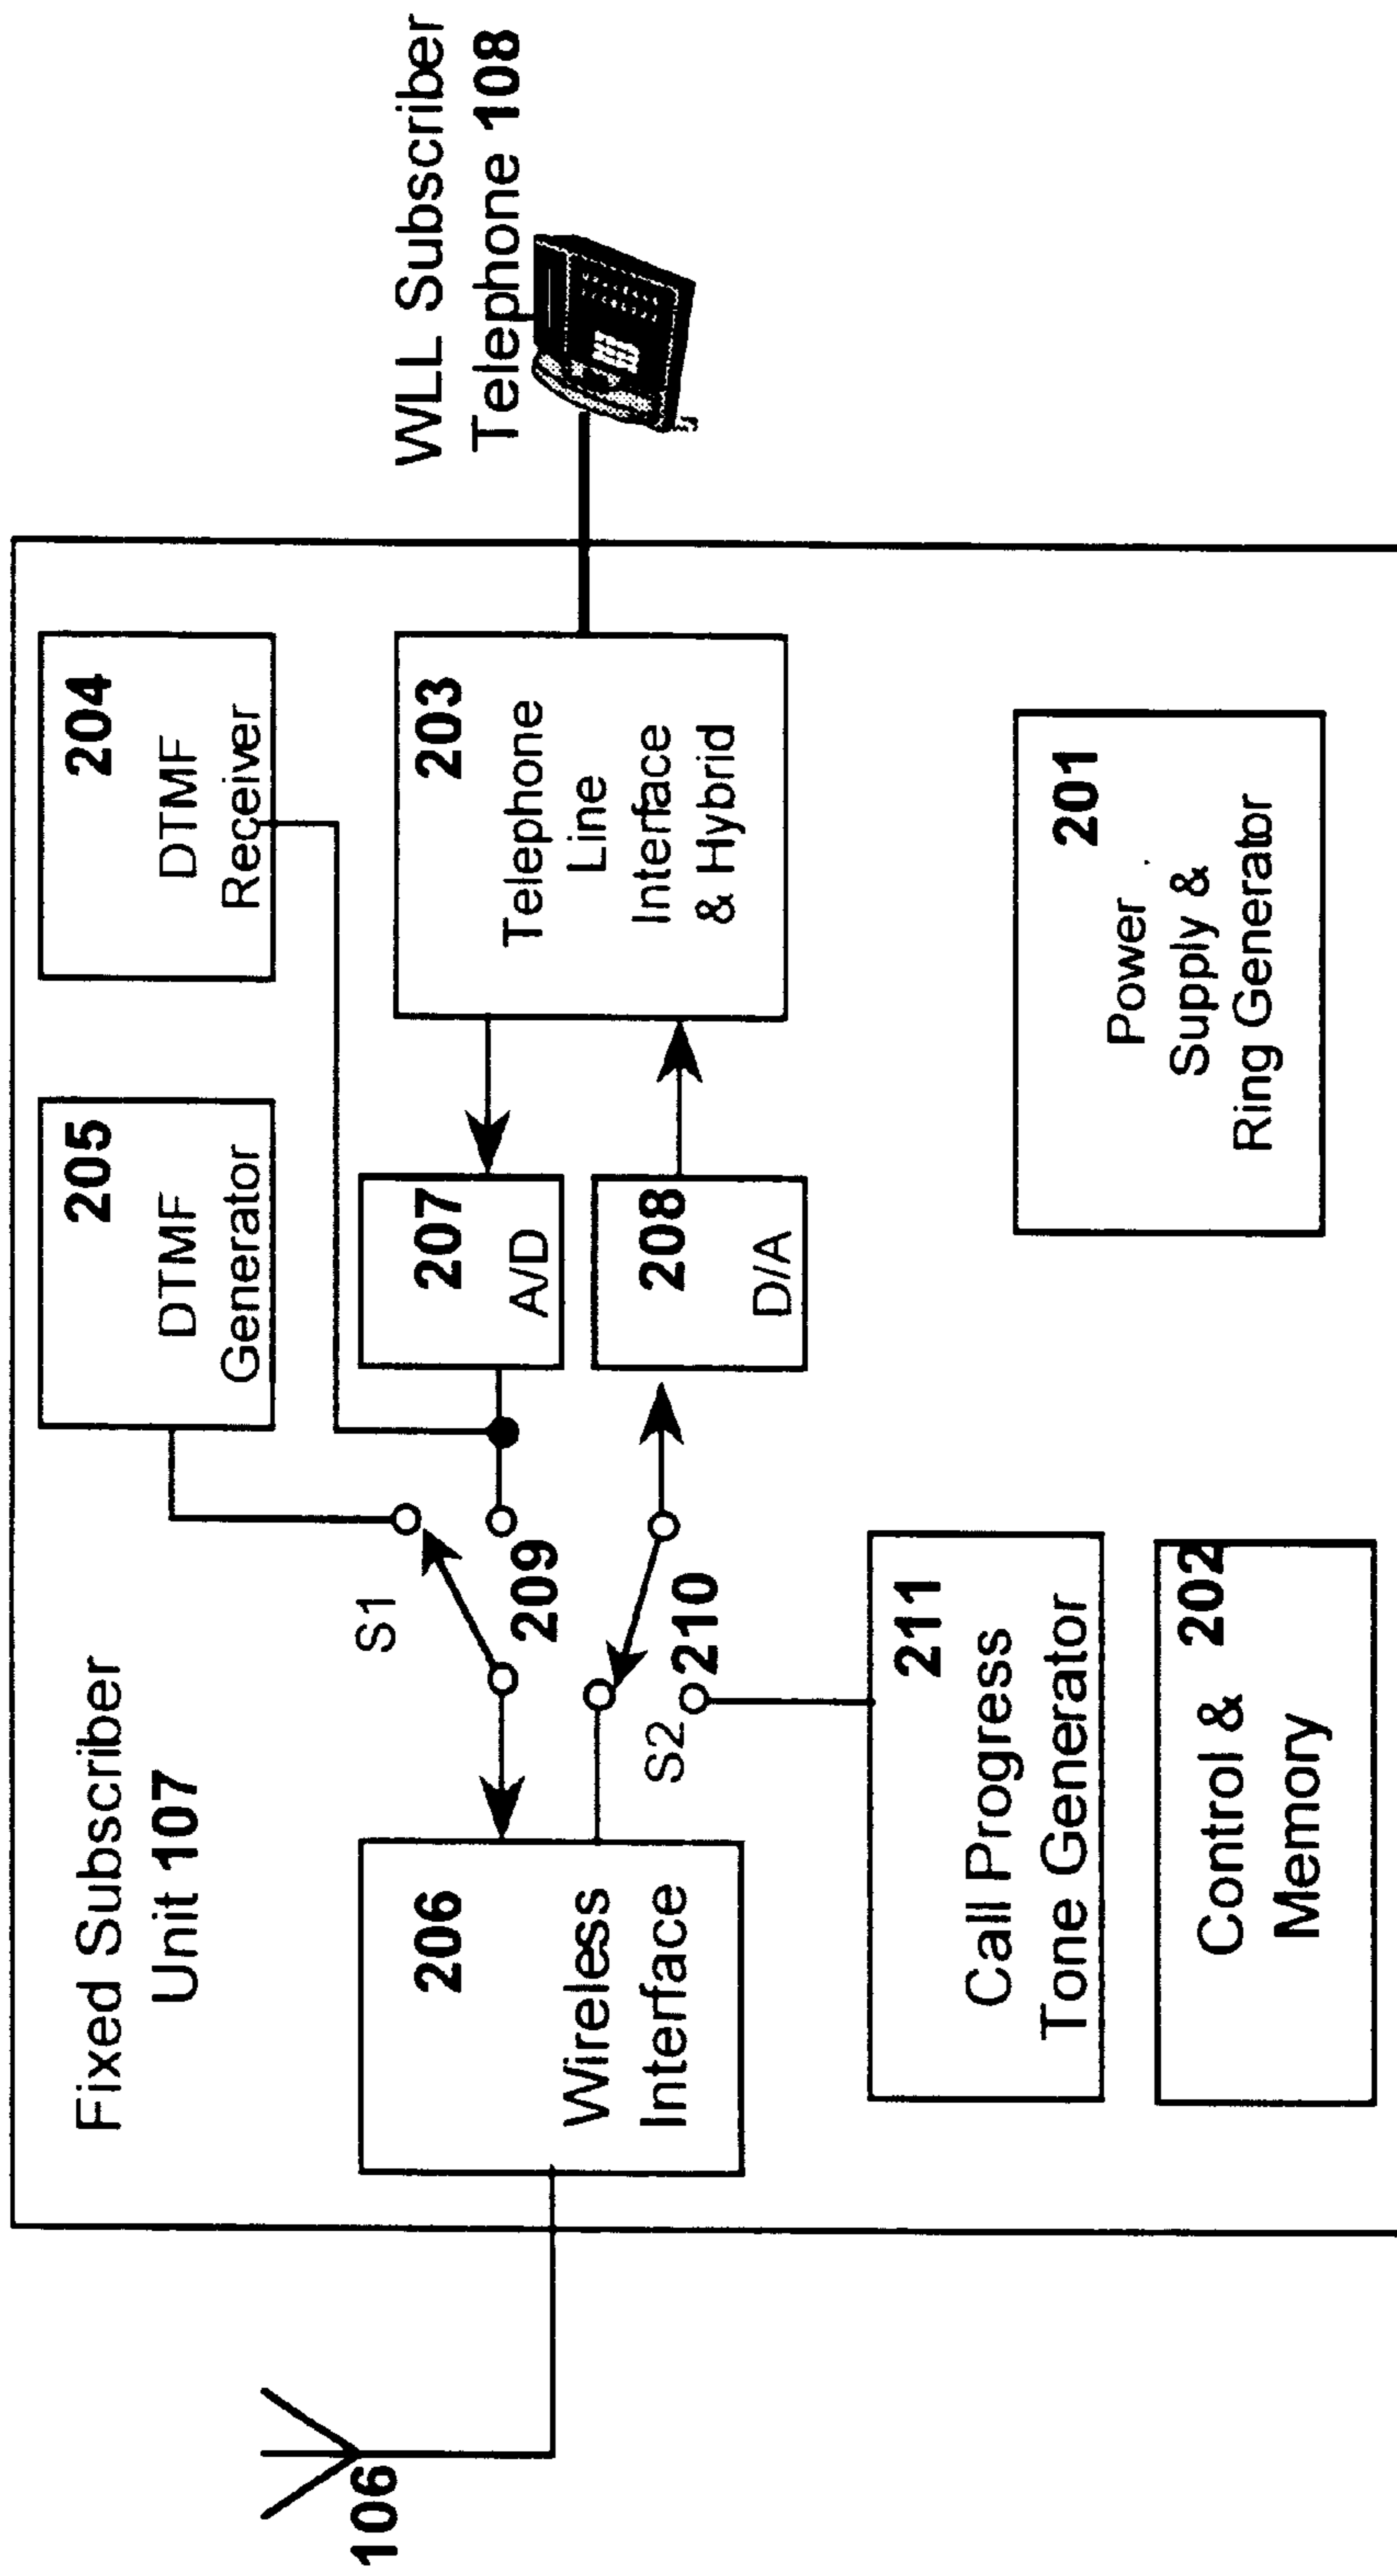 Fixed Subscriber
Unit 107
WLL Subscriber
Telephone 108
106
205
DTMF
Generator
204
DTMF
Receiver
S1
209
207
A/D
203
Telephone
Line
Interface
& Hybrid
206
Wireless
Interface
S2
210
208
D/A
211
Call Progress
Tone Generator
201
Power
Supply &
Ring Generator
202
Control &
Memory